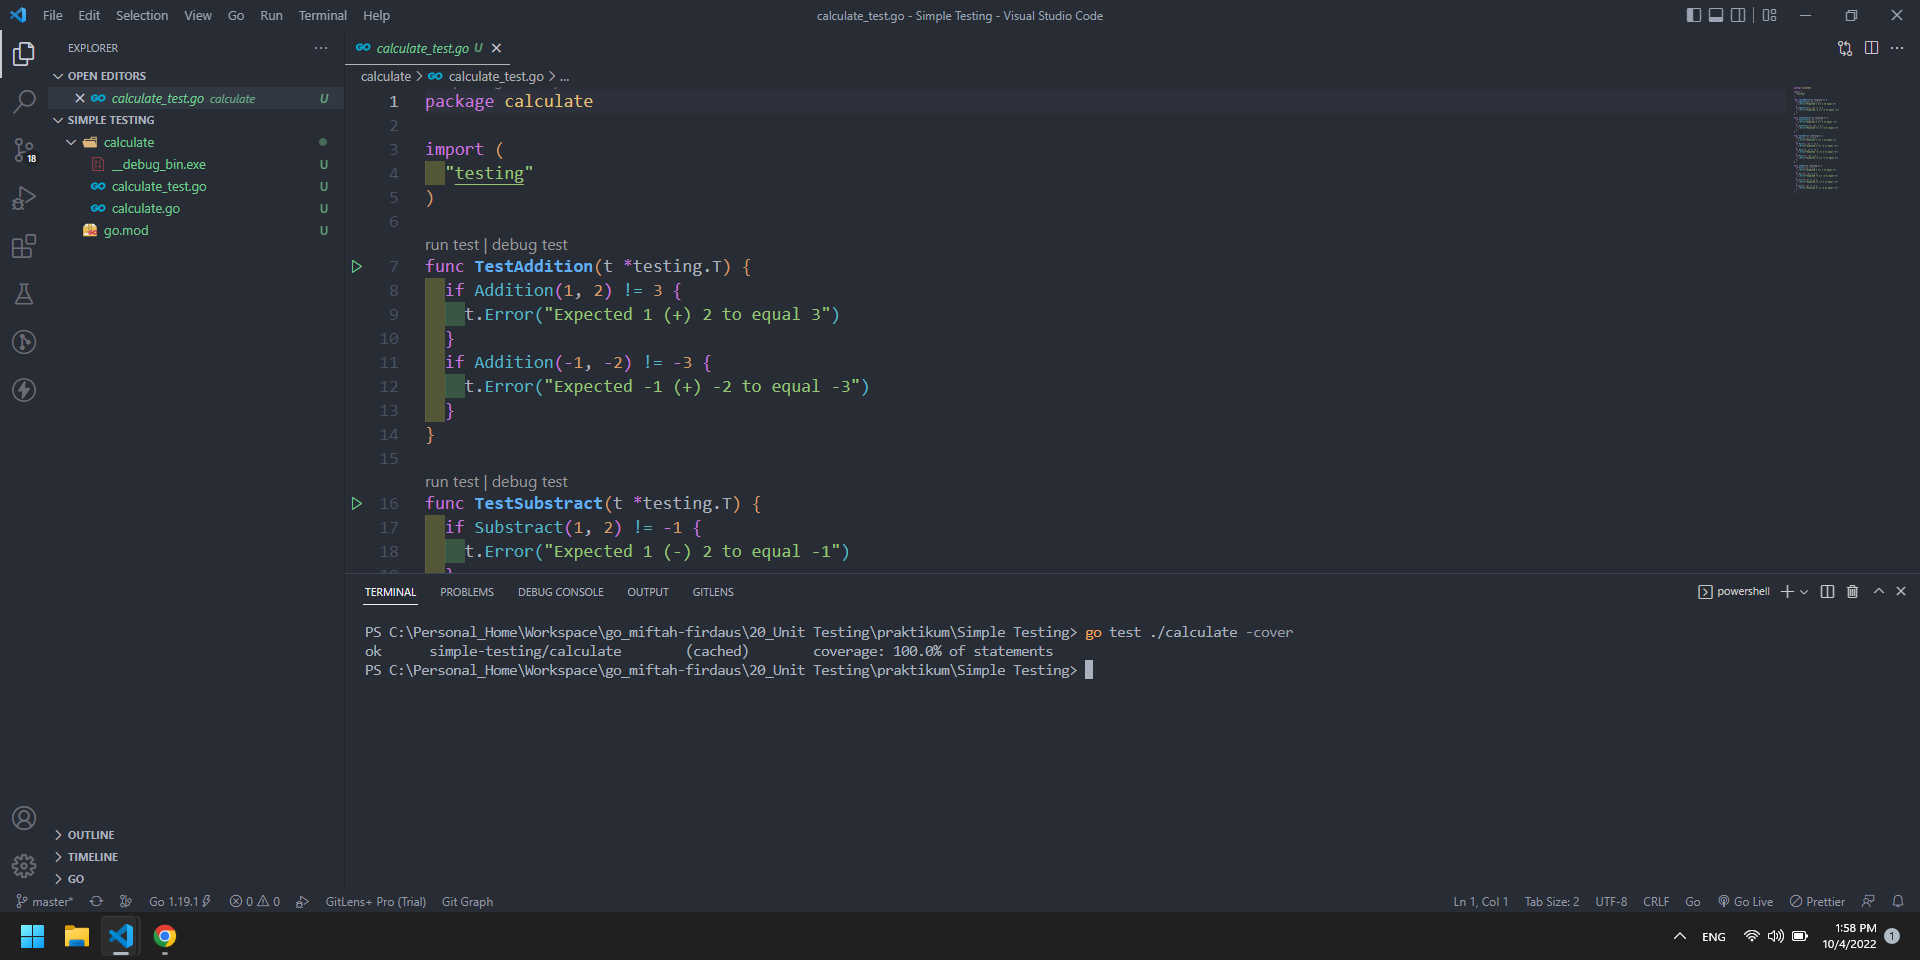 File Edit Selection View Go Run Terminal Help
calculate_test.go - Simple Testing - Visual Studio Code
EXPLORER
OPEN EDITORS
calculate_test.go calculate U
SIMPLE TESTING
calculate
__debug_bin.exe U
calculate_test.go U
calculate.go U
go.mod U
18
OUTLINE
TIMELINE
GO
calculate_test.go U
calculate > calculate_test.go > ...
1 package calculate
2
3 import (
4 "testing"
5 )
6
run test | debug test
7 func TestAddition(t *testing.T) {
8 if Addition(1, 2) != 3 {
9 t.Error("Expected 1 (+) 2 to equal 3")
10 }
11 if Addition(-1, -2) != -3 {
12 t.Error("Expected -1 (+) -2 to equal -3")
13 }
14 }
15
run test | debug test
16 func TestSubstract(t *testing.T) {
17 if Substract(1, 2) != -1 {
18 t.Error("Expected 1 (-) 2 to equal -1")
TERMINAL PROBLEMS DEBUG CONSOLE OUTPUT GITLENS
powershell
PS C:\Personal_Home\Workspace\go_miftah-firdaus\20_Unit Testing\praktikum\Simple Testing> go test ./calculate -cover
ok simple-testing/calculate (cached) coverage: 100.0% of statements
PS C:\Personal_Home\Workspace\go_miftah-firdaus\20_Unit Testing\praktikum\Simple Testing>
master* Go 1.19.1 0 0 GitLens+ Pro (Trial) Git Graph
Ln 1, Col 1 Tab Size: 2 UTF-8 CRLF Go Go Live Prettier
ENG
1:58 PM
10/4/2022
1